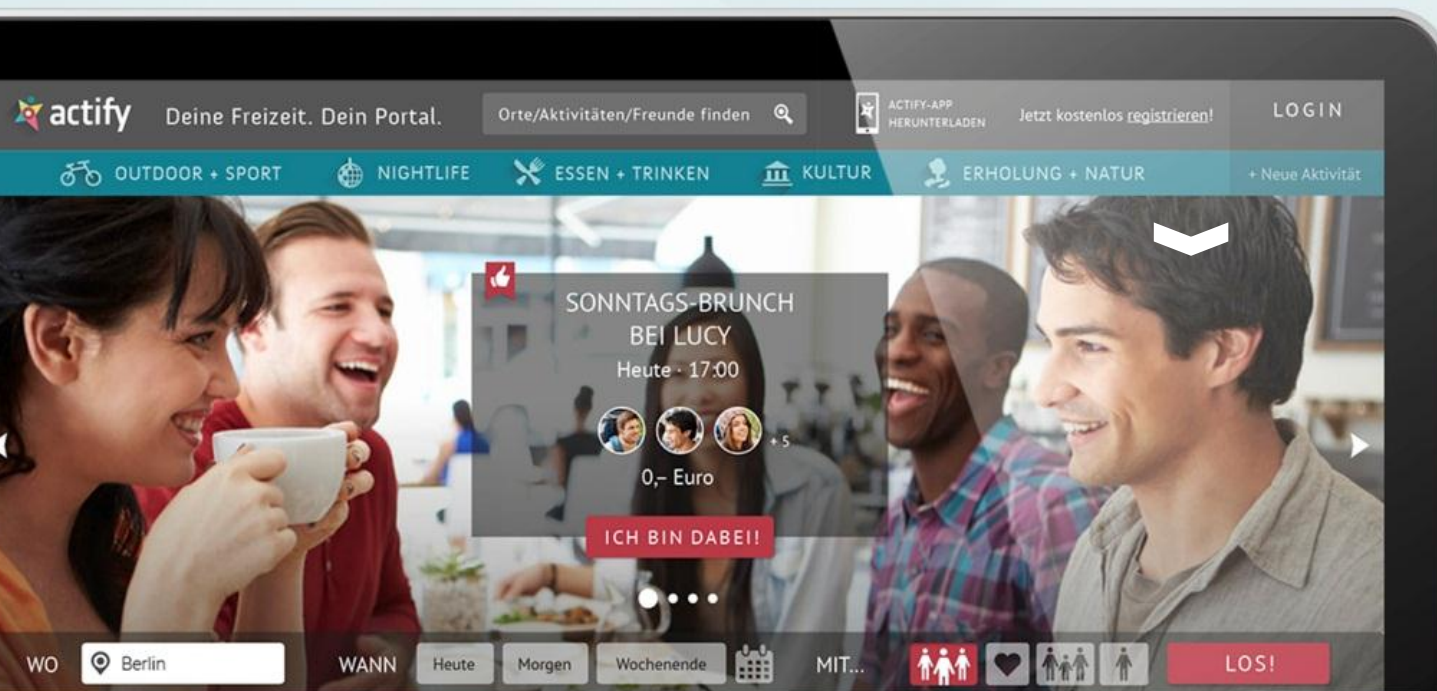 actify
Deine Freizeit. Dein Portal.
Orte/Aktivitäten/Freunde finden
ACTIFY-APP
HERUNTERLADEN
Jetzt kostenlos registrieren!
LOGIN
OUTDOOR + SPORT
NIGHTLIFE
ESSEN + TRINKEN
KULTUR
ERHOLUNG + NATUR
+ Neue Aktivität
SONNTAGS-BRUNCH
BEI LUCY
Heute · 17:00
+ 5
0,– Euro
ICH BIN DABEI!
WO
Berlin
WANN
Heute
Morgen
Wochenende
MIT...
LOS!